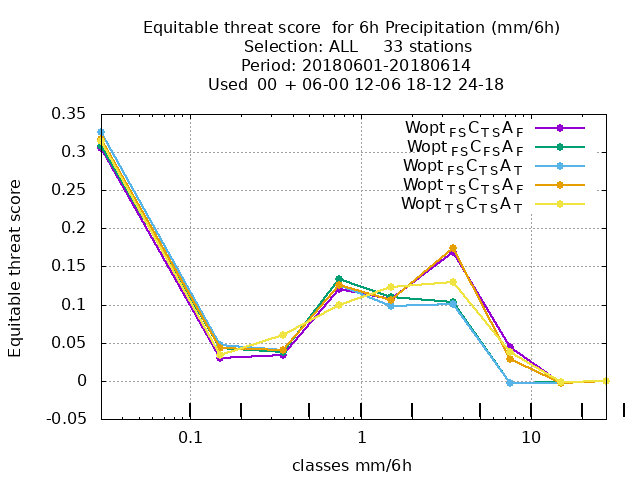 Equitable threat score  for 6h Precipitation (mm/6h)
Selection: ALL     33 stations
Period: 20180601-20180614
Used  00 + 06-00 12-06 18-12 24-18
Wopt FS C TS A F
Wopt FS C FS A F
Wopt FS C TS A T
Wopt TS C TS A F
Wopt TS C TS A T
0.35
0.3
0.25
0.2
0.15
0.1
0.05
0
-0.05
Equitable threat score
0.1 1 10
classes mm/6h